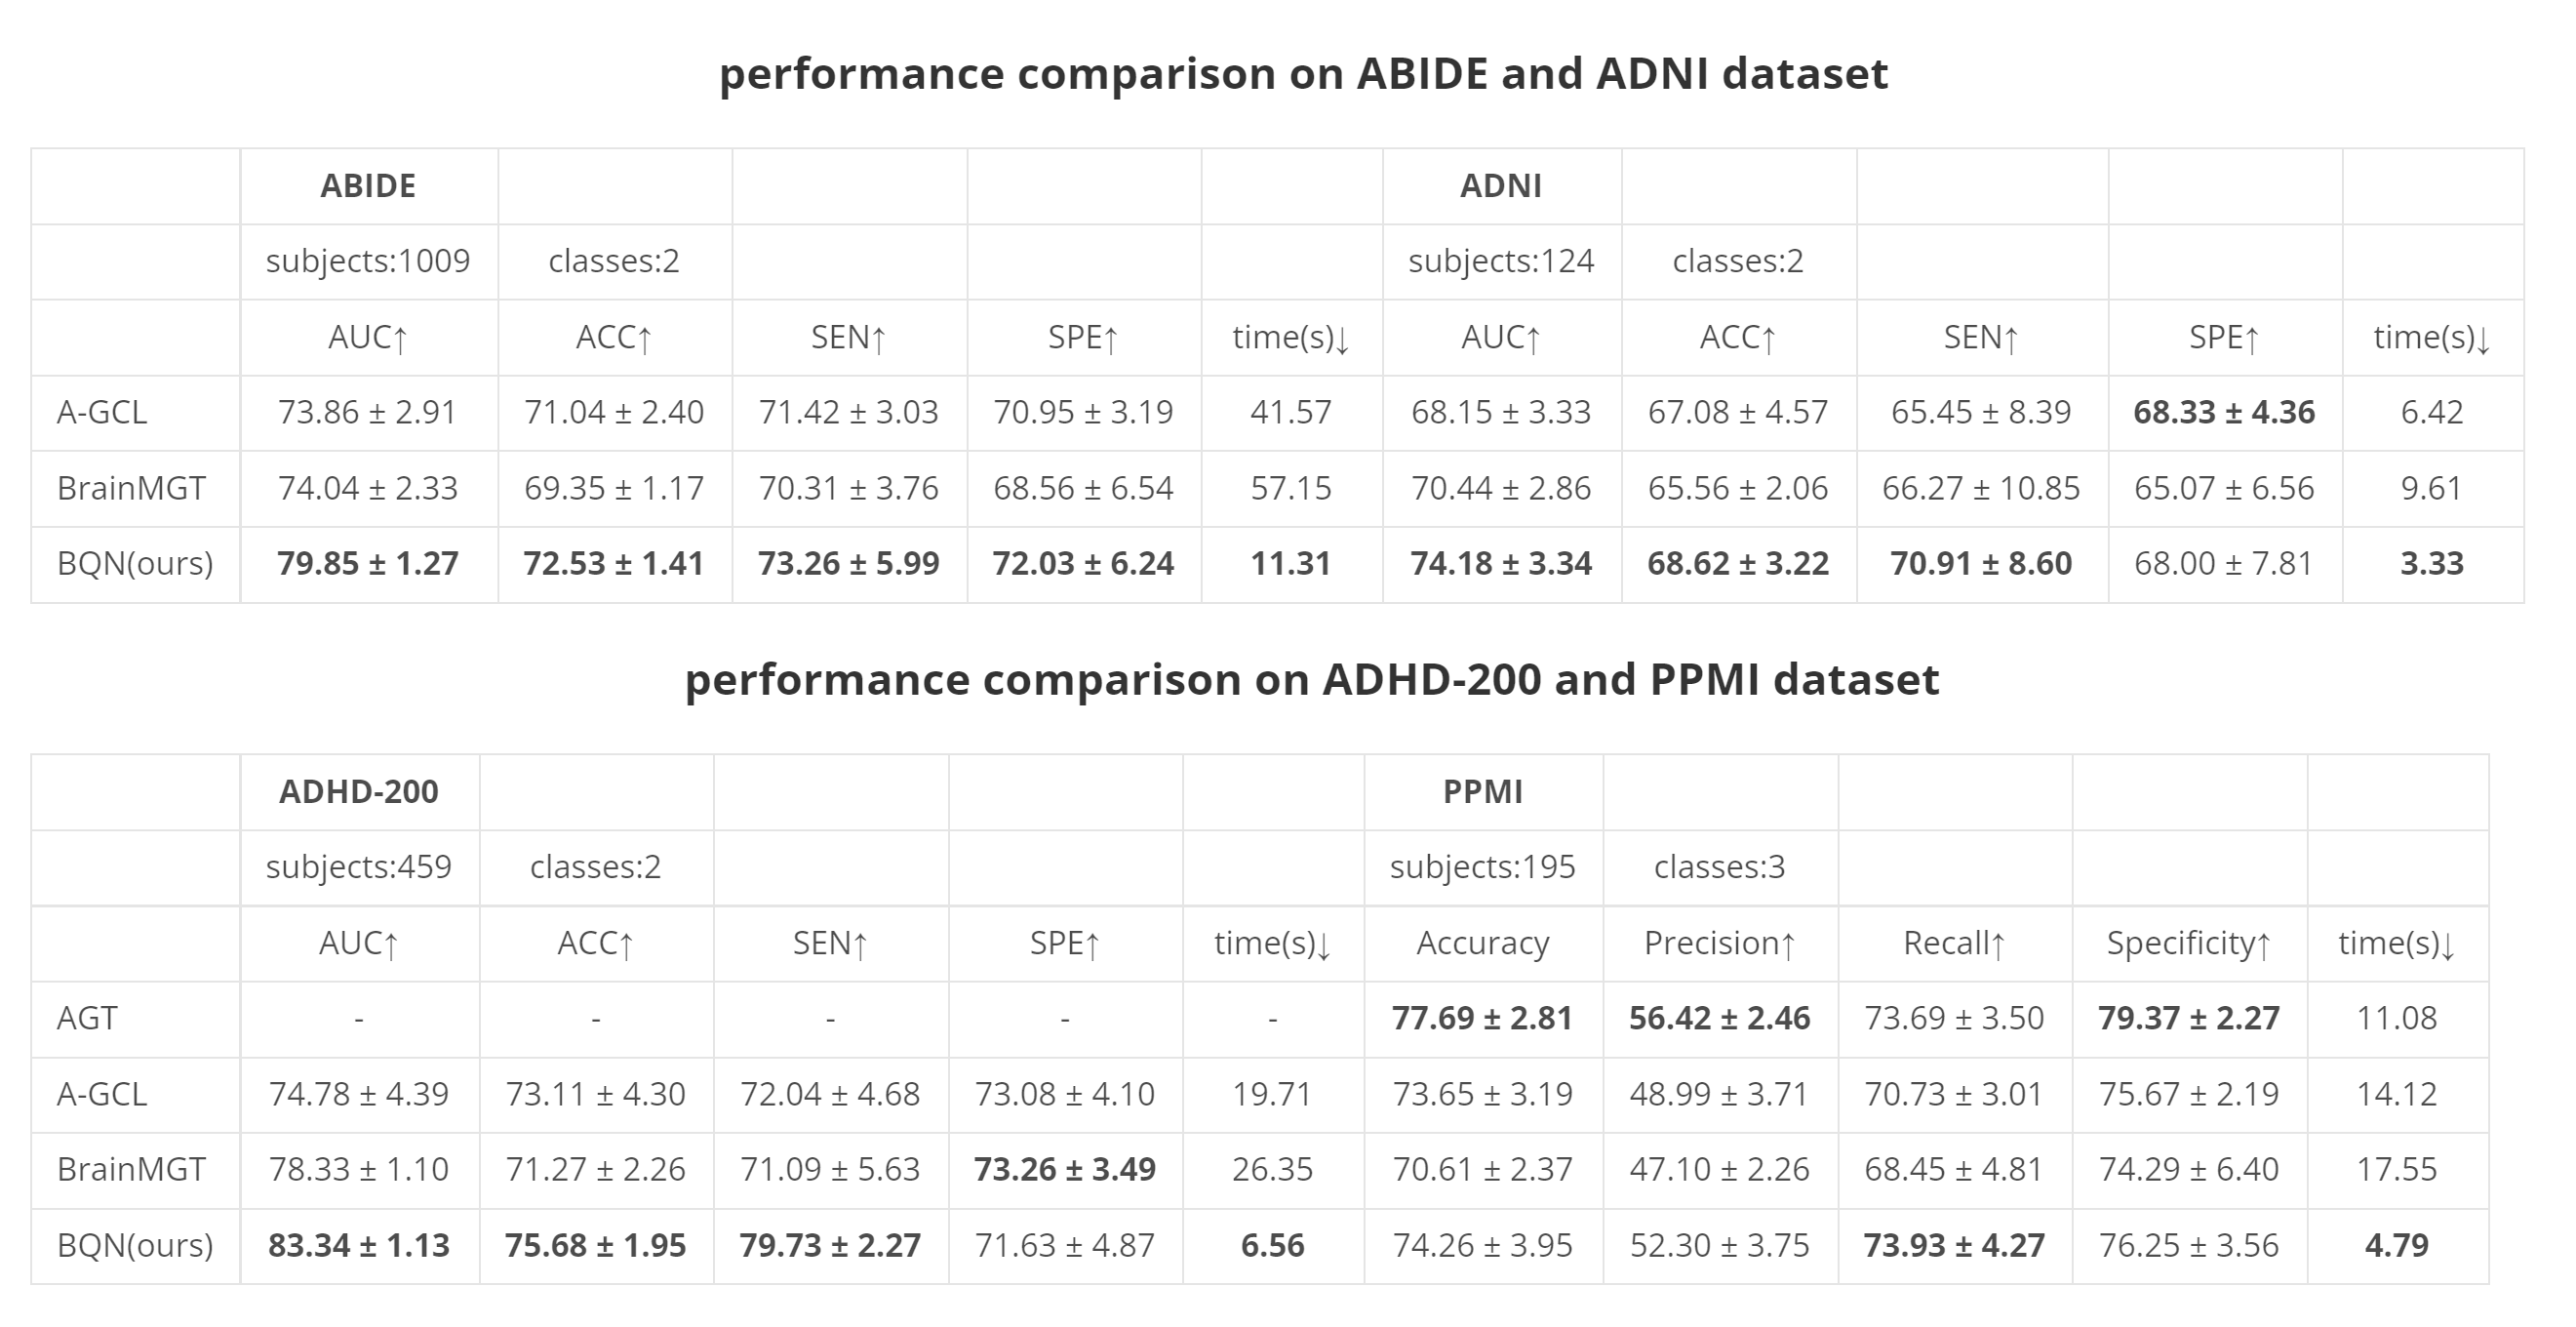 performance comparison on ABIDE and ADNI dataset
ABIDE ADNI
subjects:1009 classes:2 subjects:124 classes:2
AUC↑ ACC↑ SEN↑ SPE↑ time(s)↓ AUC↑ ACC↑ SEN↑ SPE↑ time(s)↓
A-GCL 73.86 ± 2.91 71.04 ± 2.40 71.42 ± 3.03 70.95 ± 3.19 41.57 68.15 ± 3.33 67.08 ± 4.57 65.45 ± 8.39 68.33 ± 4.36 6.42
BrainMGT 74.04 ± 2.33 69.35 ± 1.17 70.31 ± 3.76 68.56 ± 6.54 57.15 70.44 ± 2.86 65.56 ± 2.06 66.27 ± 10.85 65.07 ± 6.56 9.61
BQN(ours) 79.85 ± 1.27 72.53 ± 1.41 73.26 ± 5.99 72.03 ± 6.24 11.31 74.18 ± 3.34 68.62 ± 3.22 70.91 ± 8.60 68.00 ± 7.81 3.33
performance comparison on ADHD-200 and PPMI dataset
ADHD-200 PPMI
subjects:459 classes:2 subjects:195 classes:3
AUC↑ ACC↑ SEN↑ SPE↑ time(s)↓ Accuracy Precision↑ Recall↑ Specificity↑ time(s)↓
AGT - - - - - 77.69 ± 2.81 56.42 ± 2.46 73.69 ± 3.50 79.37 ± 2.27 11.08
A-GCL 74.78 ± 4.39 73.11 ± 4.30 72.04 ± 4.68 73.08 ± 4.10 19.71 73.65 ± 3.19 48.99 ± 3.71 70.73 ± 3.01 75.67 ± 2.19 14.12
BrainMGT 78.33 ± 1.10 71.27 ± 2.26 71.09 ± 5.63 73.26 ± 3.49 26.35 70.61 ± 2.37 47.10 ± 2.26 68.45 ± 4.81 74.29 ± 6.40 17.55
BQN(ours) 83.34 ± 1.13 75.68 ± 1.95 79.73 ± 2.27 71.63 ± 4.87 6.56 74.26 ± 3.95 52.30 ± 3.75 73.93 ± 4.27 76.25 ± 3.56 4.79